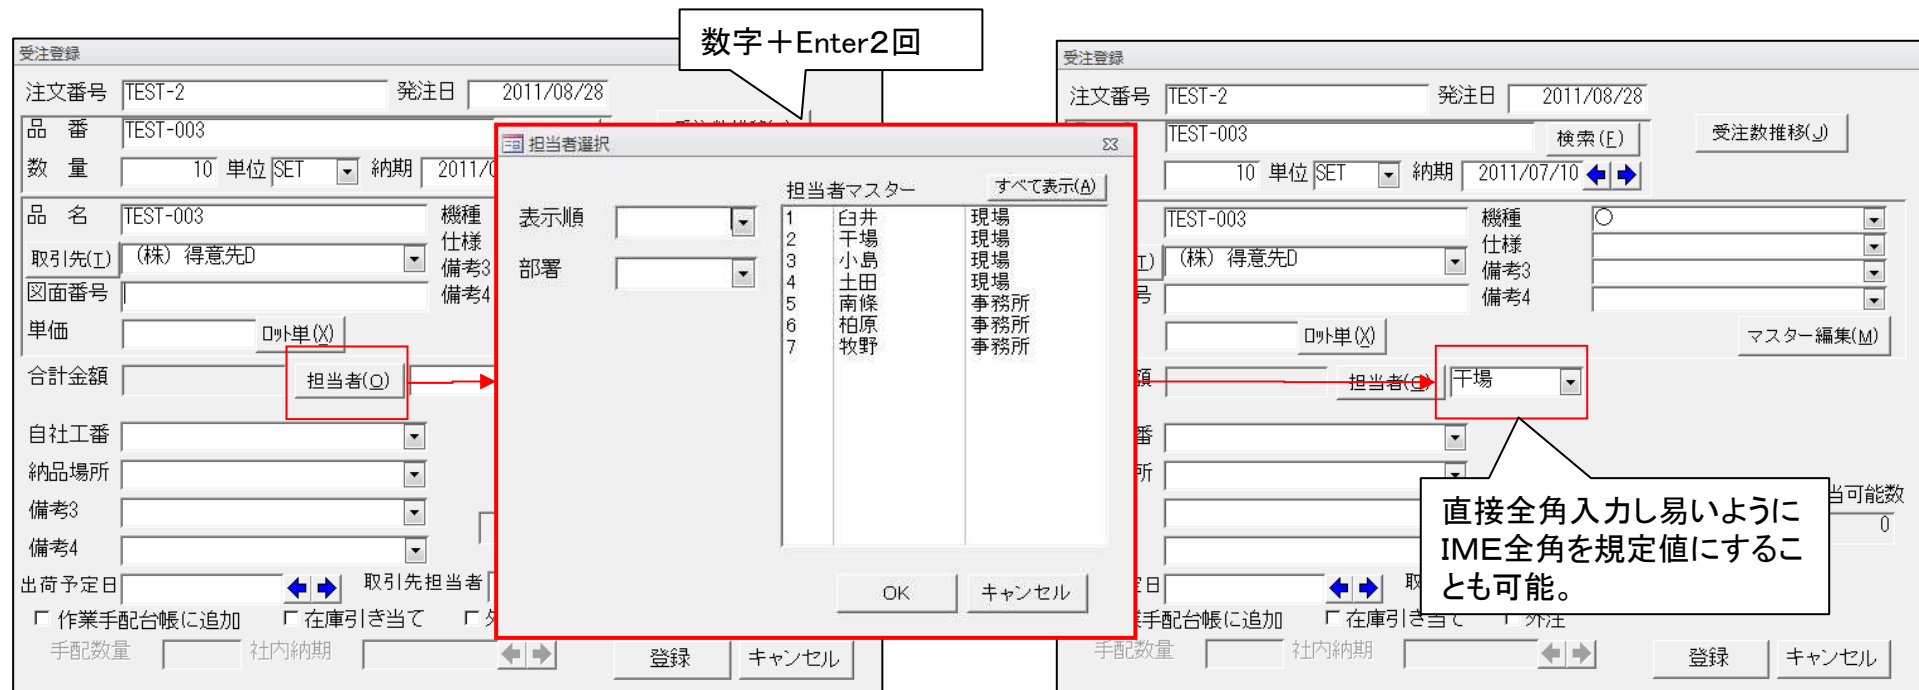 数字＋Enter２回
受注登録
注文番号 TEST-2 発注日 2011/08/28
品 番 TEST-003
数 量 10 単位 SET 納期
品 名 TEST-003 機種
仕様
取引先(T) （株）得意先D 備考3
図面番号 備考4
単価 ロット単(X)
合計金額 担当者(O)
自社工番
納品場所
備考3
備考4
出荷予定日 取引先担当者
作業手配台帳に追加 在庫引き当て
手配数量 社内納期
登録 キャンセル
担当者選択
担当者マスター すべて表示(A)
表示順
部署
1 臼井 現場
2 干場 現場
3 小島 現場
4 土田 現場
5 南條 事務所
6 柏原 事務所
7 牧野 事務所
OK キャンセル
受注登録
注文番号 TEST-2 発注日 2011/08/28
TEST-003 検索(F) 受注数推移(J)
10 単位 SET 納期 2011/07/10
TEST-003 機種 ○
仕様
（株）得意先D 備考3
備考4
ロット単(X) マスター編集(M)
担当者(O) 干場
直接全角入力し易いように
IME全角を規定値にするこ
とも可能。
当可能数
0
手配台帳に追加 在庫引き当て 外注
手配数量 社内納期
登録 キャンセル